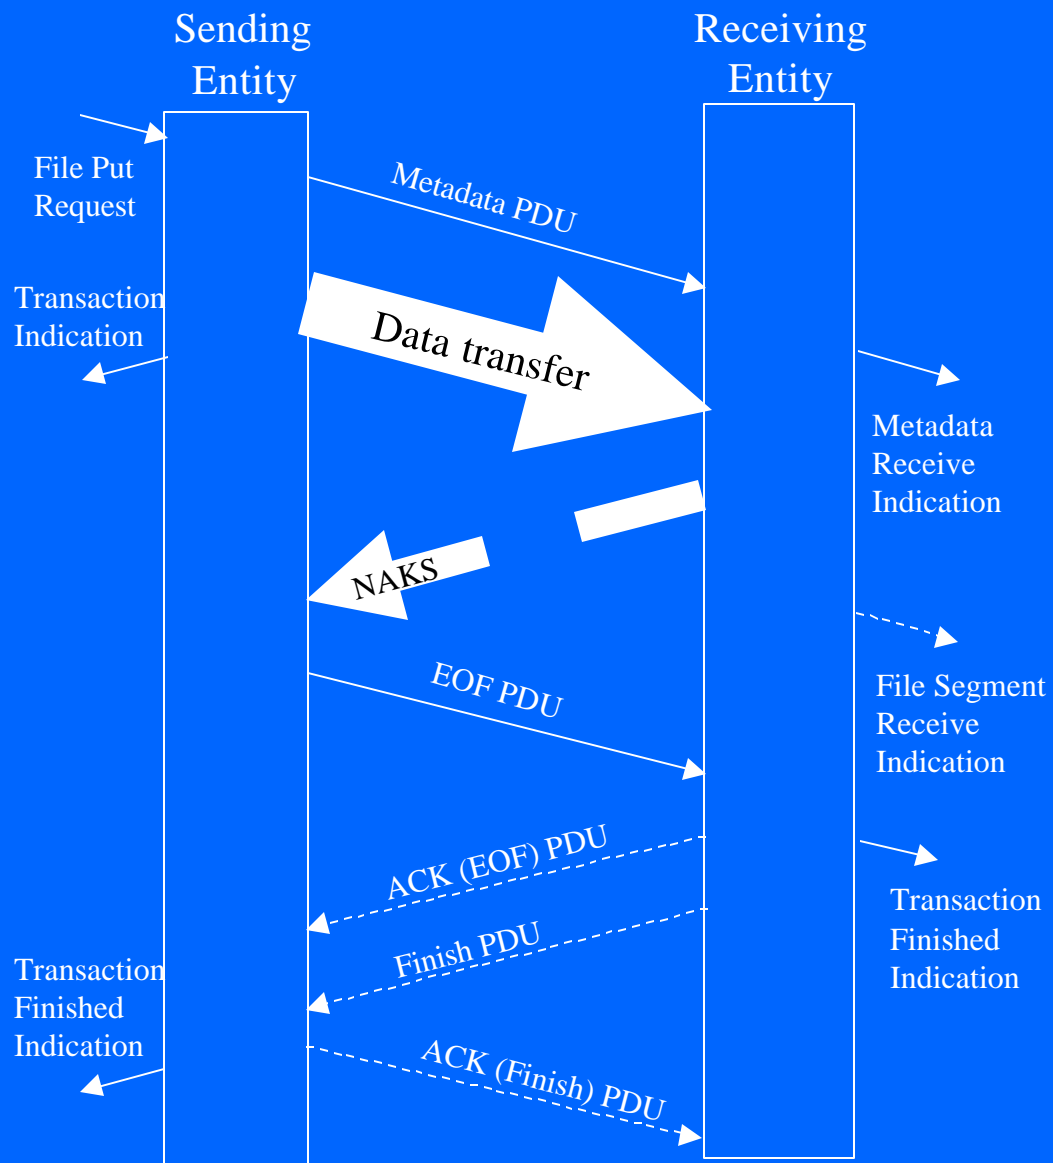 Sending
Entity
Receiving
Entity
File Put
Request
Metadata PDU
Transaction
Indication
Data transfer
Metadata
Receive
Indication
NAKS
EOF PDU
File Segment
Receive
Indication
ACK (EOF) PDU
Transaction
Finished
Indication
Finish PDU
Transaction
Finished
Indication
ACK (Finish) PDU